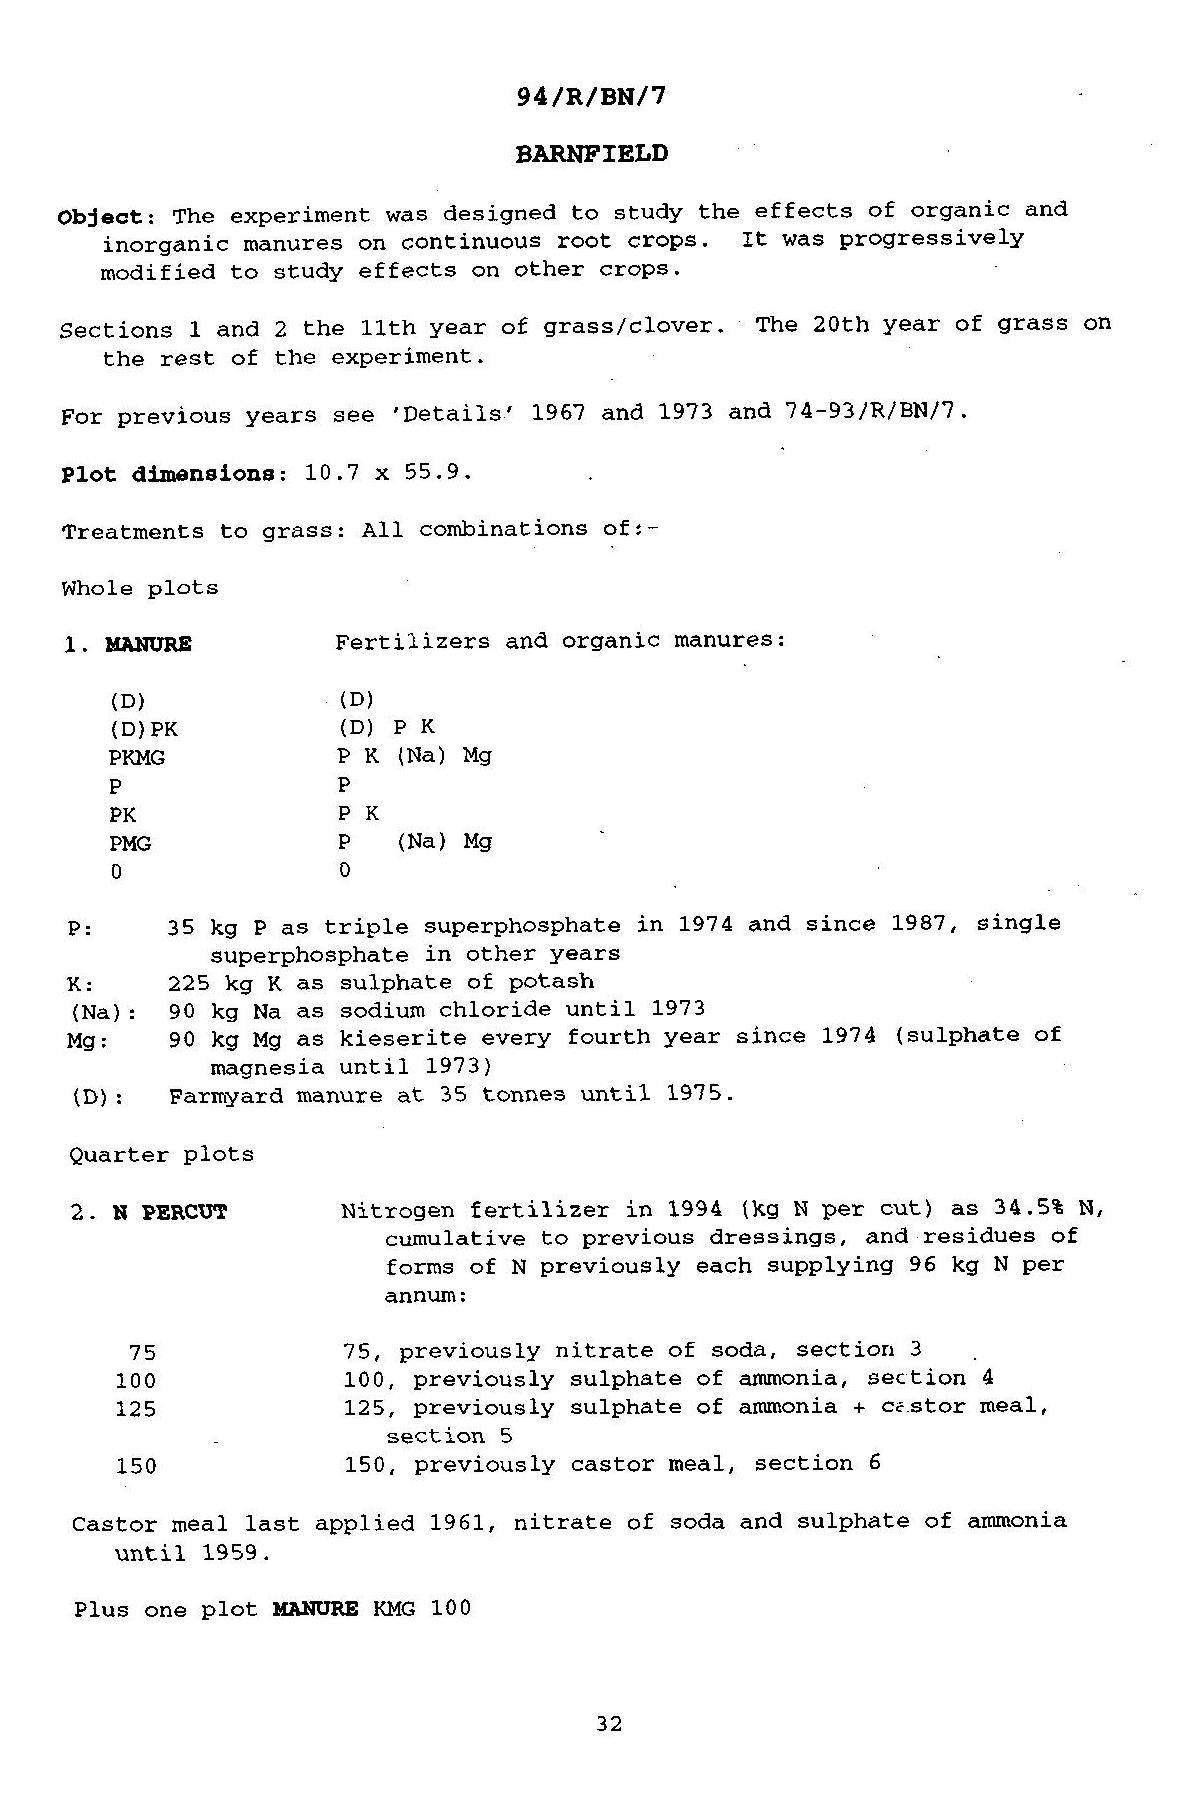 94/R/BN/7
BARNFIELD
Object: The experiment was designed to study the effects of organic and
inorganic manures on continuous root crops. It was progressively
modified to study effects on other crops.
Sections 1 and 2 the 11th year of grass/clover. The 20th year of grass on
the rest of the experiment.
For previous years see 'Details' 1967 and 1973 and 74-93/R/BN/7.
Plot dimensions: 10.7 x 55.9.
Treatments to grass: All combinations of:-
Whole plots
1. MANURE Fertilizers and organic manures:
(D) (D)
(D)PK (D) P K
PKMG P K (Na) Mg
P P
PK P K
PMG P (Na) Mg
0 0
P: 35 kg P as triple superphosphate in 1974 and since 1987, single
superphosphate in other years
K: 225 kg K as sulphate of potash
(Na): 90 kg Na as sodium chloride until 1973
Mg: 90 kg Mg as kieserite every fourth year since 1974 (sulphate of
magnesia until 1973)
(D): Farmyard manure at 35 tonnes until 1975.
Quarter plots
2. N PERCUT Nitrogen fertilizer in 1994 (kg N per cut) as 34.5% N,
cumulative to previous dressings, and residues of
forms of N previously each supplying 96 kg N per
annum:
75 75, previously nitrate of soda, section 3
100 100, previously sulphate of ammonia, section 4
125 125, previously sulphate of ammonia + castor meal,
section 5
150 150, previously castor meal, section 6
Castor meal last applied 1961, nitrate of soda and sulphate of ammonia
until 1959.
Plus one plot MANURE KMG 100
32